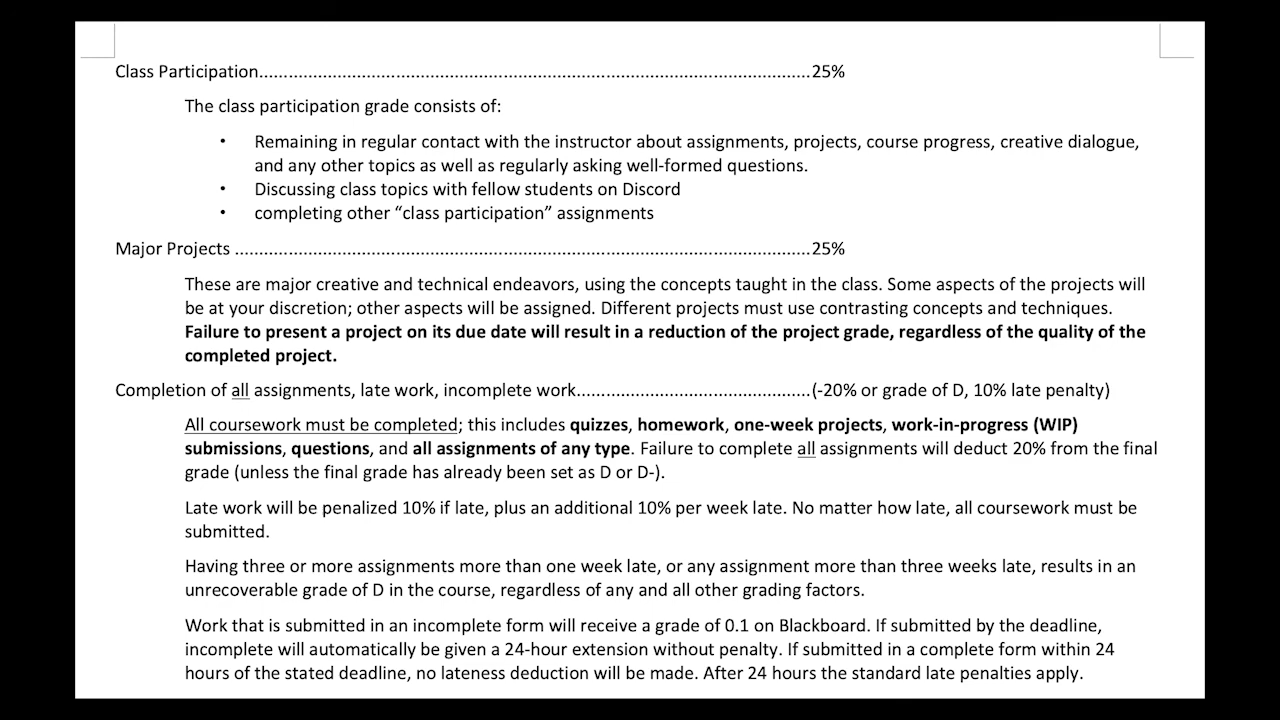 Class Participation...............................................................................................25%
The class participation grade consists of:
• Remaining in regular contact with the instructor about assignments, projects, course progress, creative dialogue,
and any other topics as well as regularly asking well-formed questions.
• Discussing class topics with fellow students on Discord
• completing other “class participation” assignments
Major Projects ....................................................................................................25%
These are major creative and technical endeavors, using the concepts taught in the class. Some aspects of the projects will
be at your discretion; other aspects will be assigned. Different projects must use contrasting concepts and techniques.
Failure to present a project on its due date will result in a reduction of the project grade, regardless of the quality of the
completed project.
Completion of all assignments, late work, incomplete work........................................(-20% or grade of D, 10% late penalty)
All coursework must be completed; this includes quizzes, homework, one-week projects, work-in-progress (WIP)
submissions, questions, and all assignments of any type. Failure to complete all assignments will deduct 20% from the final
grade (unless the final grade has already been set as D or D-).
Late work will be penalized 10% if late, plus an additional 10% per week late. No matter how late, all coursework must be
submitted.
Having three or more assignments more than one week late, or any assignment more than three weeks late, results in an
unrecoverable grade of D in the course, regardless of any and all other grading factors.
Work that is submitted in an incomplete form will receive a grade of 0.1 on Blackboard. If submitted by the deadline,
incomplete will automatically be given a 24-hour extension without penalty. If submitted in a complete form within 24
hours of the stated deadline, no lateness deduction will be made. After 24 hours the standard late penalties apply.